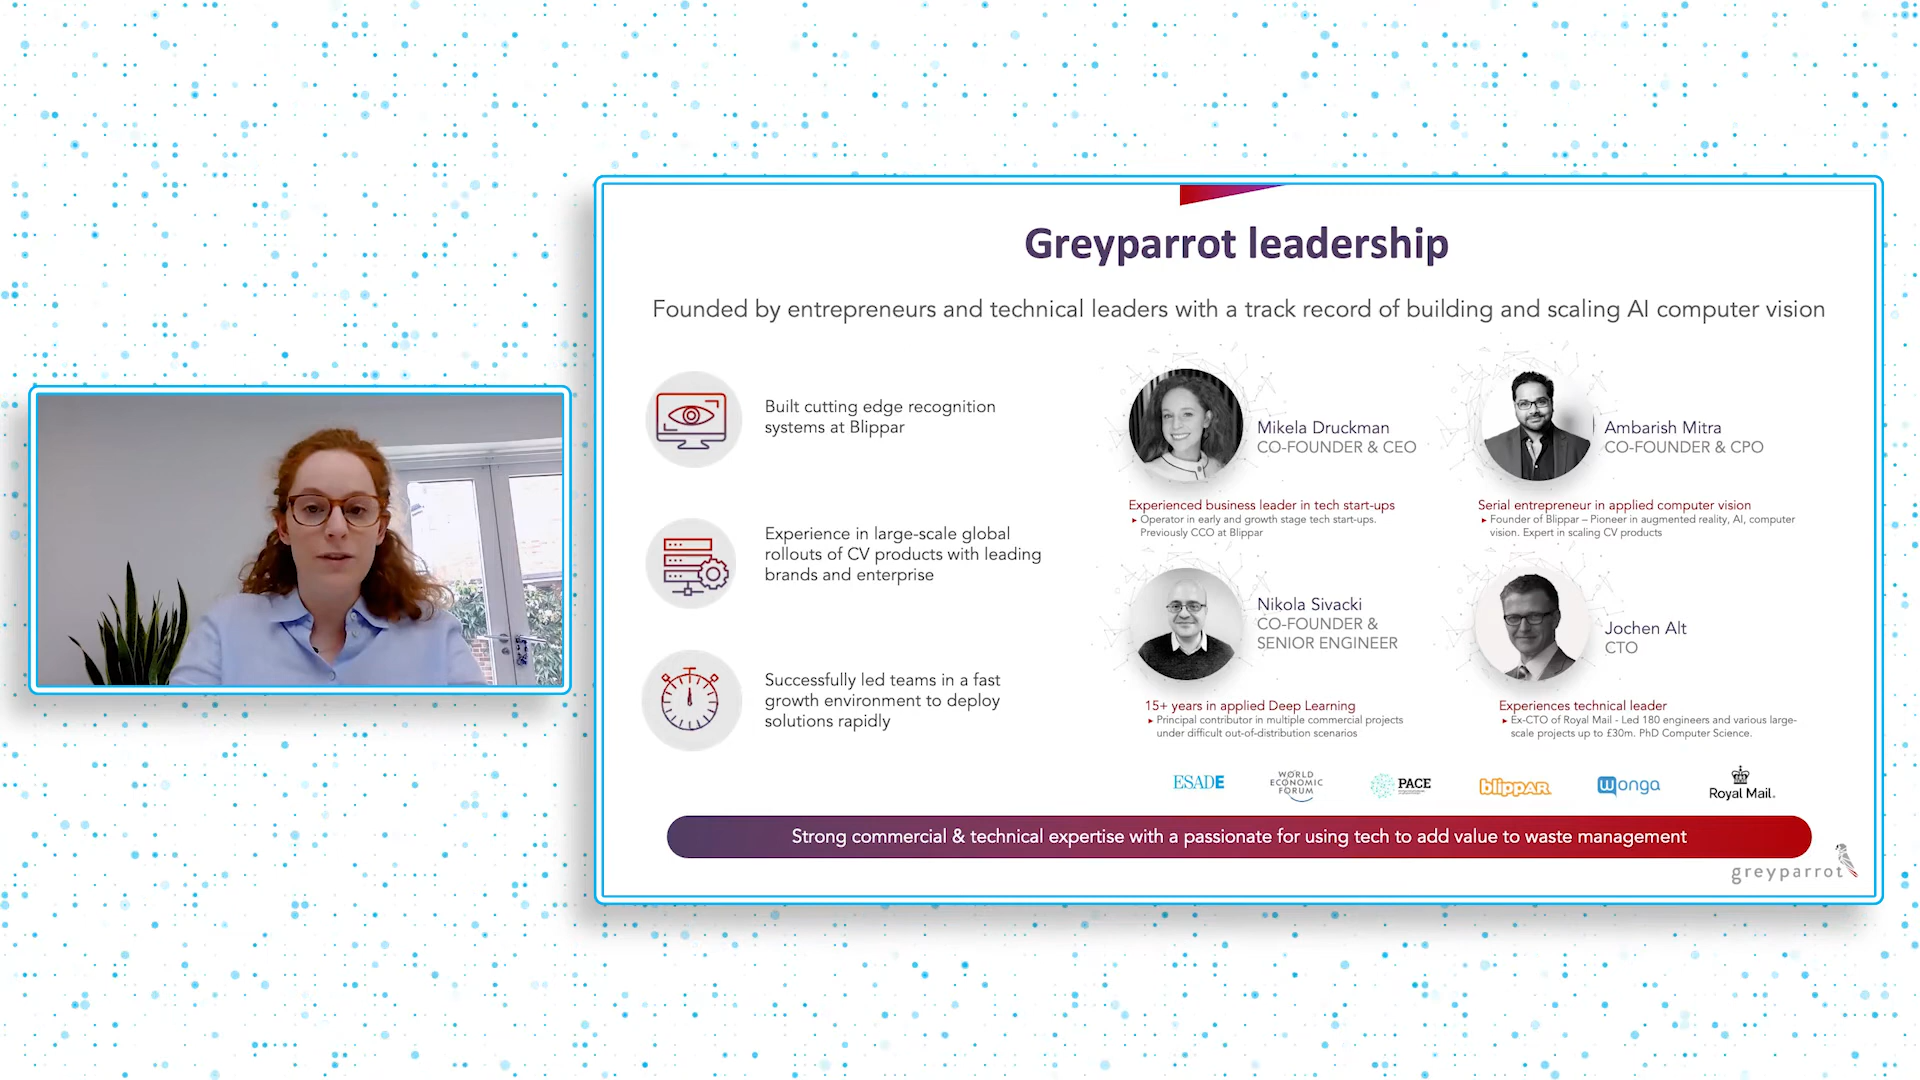 Greyparrot leadership
Founded by entrepreneurs and technical leaders with a track record of building and scaling AI computer vision
Built cutting edge recognition
systems at Blippar
Experience in large-scale global
rollouts of CV products with leading
brands and enterprise
Successfully led teams in a fast
growth environment to deploy
solutions rapidly
Mikela Druckman
CO-FOUNDER & CEO
Experienced business leader in tech start-ups
▸ Operator in early and growth stage tech start-ups.
Previously CCO at Blippar
Ambarish Mitra
CO-FOUNDER & CPO
Serial entrepreneur in applied computer vision
▸ Founder of Blippar – Pioneer in augmented reality, AI, computer
vision. Expert in scaling CV products
Nikola Sivacki
CO-FOUNDER &
SENIOR ENGINEER
15+ years in applied Deep Learning
▸ Principal contributor in multiple commercial projects
under difficult out-of-distribution scenarios
Jochen Alt
CTO
Experiences technical leader
▸ Ex-CTO of Royal Mail - Led 180 engineers and various large-
scale projects up to £30m. PhD Computer Science.
ESADE
WORLD
ECONOMIC
FORUM
PACE
blippar
wonga
Royal Mail
Strong commercial & technical expertise with a passionate for using tech to add value to waste management
greyparrot